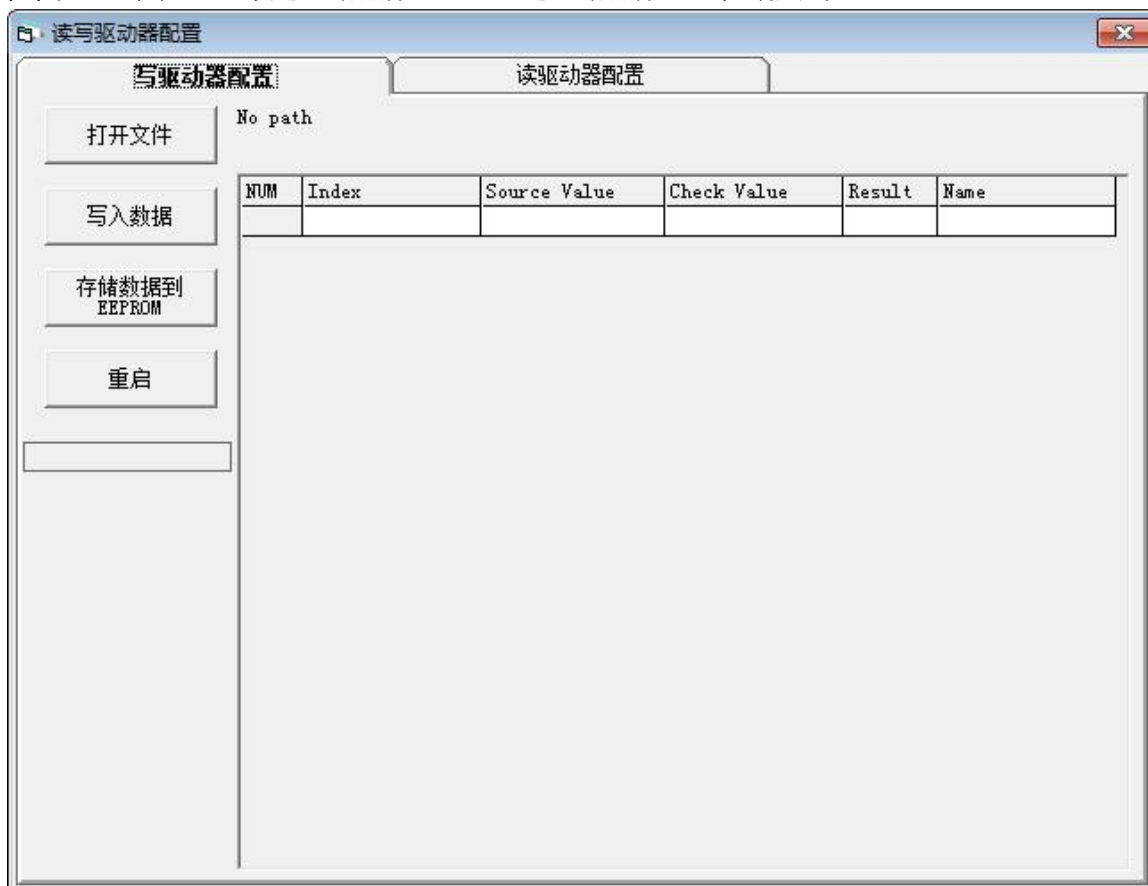 读写驱动器配置
写驱动器配置
读驱动器配置
打开文件
No path
写入数据
NUM Index Source Value Check Value Result Name
存储数据到
EEPROM
重启